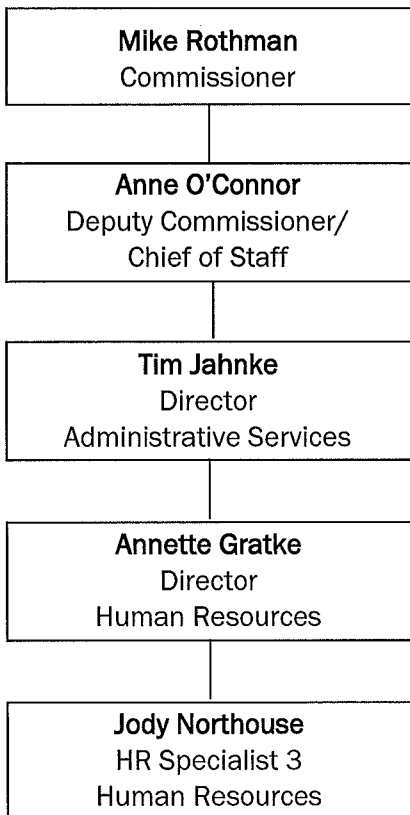 Mike Rothman
Commissioner
Anne O'Connor
Deputy Commissioner/
Chief of Staff
Tim Jahnke
Director
Administrative Services
Annette Gratke
Director
Human Resources
Jody Northouse
HR Specialist 3
Human Resources